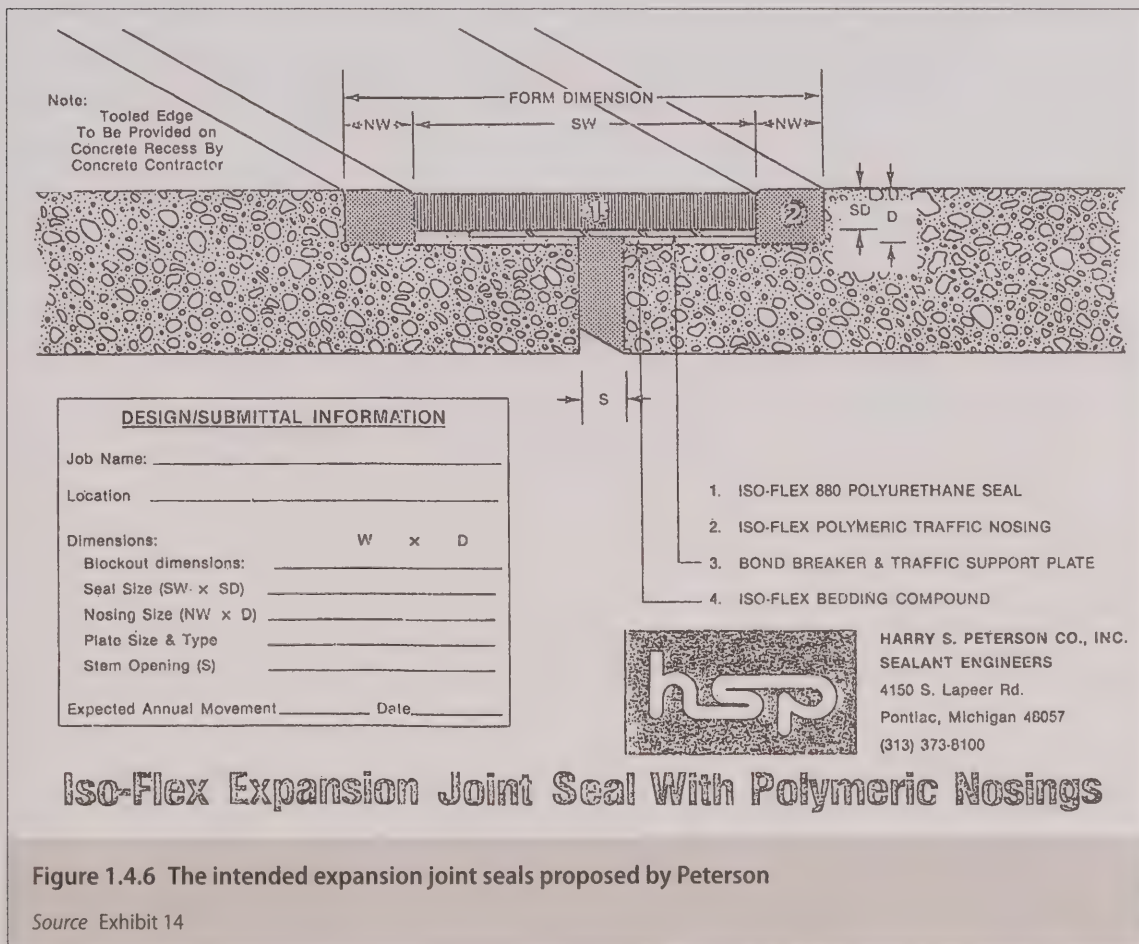 Note:
Tooled Edge
To Be Provided on
Concrete Recess By
Concrete Contractor
FORM DIMENSION
NW
SW
NW
1
2
SD
D
S
DESIGN/SUBMITTAL INFORMATION
Job Name:
Location
Dimensions: W x D
Blockout dimensions:
Seal Size (SW x SD)
Nosing Size (NW x D)
Plate Size & Type
Stem Opening (S)
Expected Annual Movement Date
1. ISO-FLEX 880 POLYURETHANE SEAL
2. ISO-FLEX POLYMERIC TRAFFIC NOSING
3. BOND BREAKER & TRAFFIC SUPPORT PLATE
4. ISO-FLEX BEDDING COMPOUND
hsp
HARRY S. PETERSON CO., INC.
SEALANT ENGINEERS
4150 S. Lapeer Rd.
Pontiac, Michigan 48057
(313) 373-8100
Iso-Flex Expansion Joint Seal With Polymeric Nosings
Figure 1.4.6 The intended expansion joint seals proposed by Peterson
Source Exhibit 14